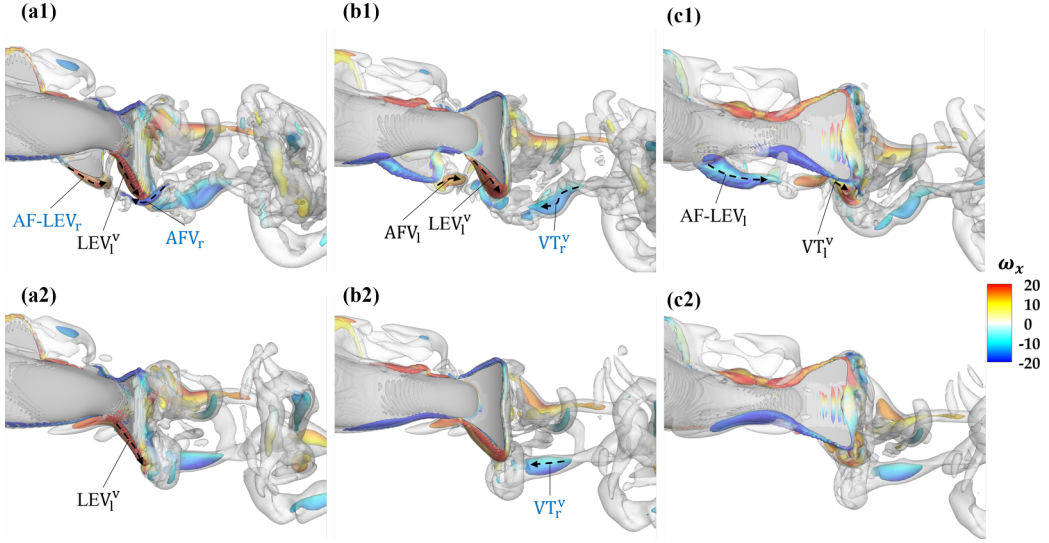 (a1)
(b1)
(c1)
AF-LEVᵣ
LEVₗᵛ
AFVᵣ
AFVₗ
LEVₗᵛ
VTᵣᵛ
AF-LEVₗ
VTₗᵛ
ωₓ
20
10
0
-10
-20
(a2)
(b2)
(c2)
LEVₗᵛ
VTᵣᵛ